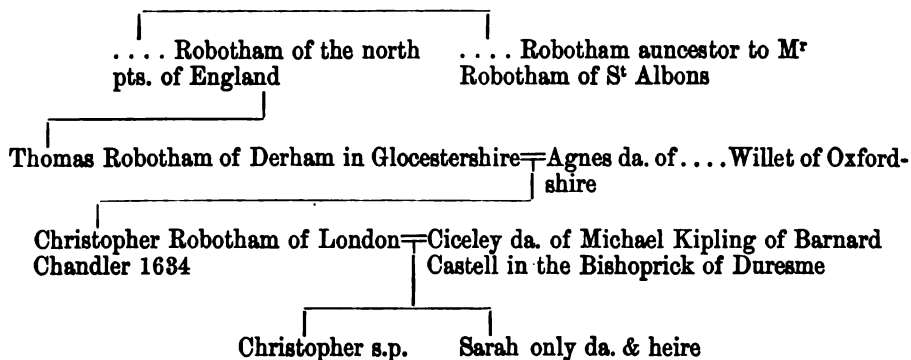 .... Robotham of the north
pts. of England
.... Robotham auncestor to Mʳ
Robotham of Sᵗ Albons
Thomas Robotham of Derham in Glocestershire=Agnes da. of .... Willet of Oxford-
shire
Christopher Robotham of London=Ciceley da. of Michael Kipling of Barnard
Chandler 1634
Castell in the Bishoprick of Duresme
Christopher s.p.
Sarah only da. & heire